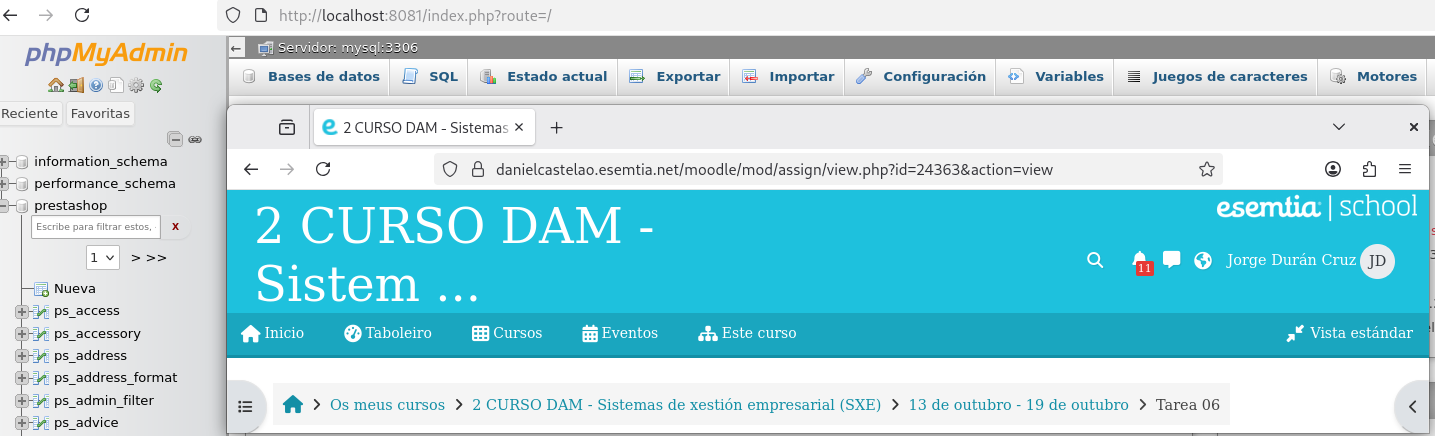 http://localhost:8081/index.php?route=/
phpMyAdmin
Servidor: mysql:3306
Bases de datos SQL Estado actual Exportar Importar Configuración Variables Juegos de caracteres Motores
Reciente Favoritas
information_schema
performance_schema
prestashop
Escribe para filtrar estos, X
1 > >>
Nueva
ps_access
ps_accessory
ps_address
ps_address_format
ps_admin_filter
ps_advice
2 CURSO DAM - Sistemas
danielcastelao.esemtia.net/moodle/mod/assign/view.php?id=24363&action=view
2 CURSO DAM -
Sistem ...
esemtia | school
11
Jorge Durán Cruz JD
Inicio Taboleiro Cursos Eventos Este curso Vista estándar
Os meus cursos 2 CURSO DAM - Sistemas de xestión empresarial (SXE) 13 de outubro - 19 de outubro Tarea 06